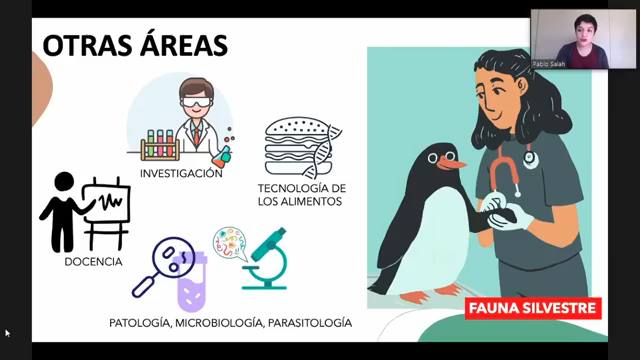 OTRAS ÁREAS
INVESTIGACIÓN
TECNOLOGÍA DE
LOS ALIMENTOS
DOCENCIA
PATOLOGÍA, MICROBIOLOGÍA, PARASITOLOGÍA
FAUNA SILVESTRE
Pablo Salah